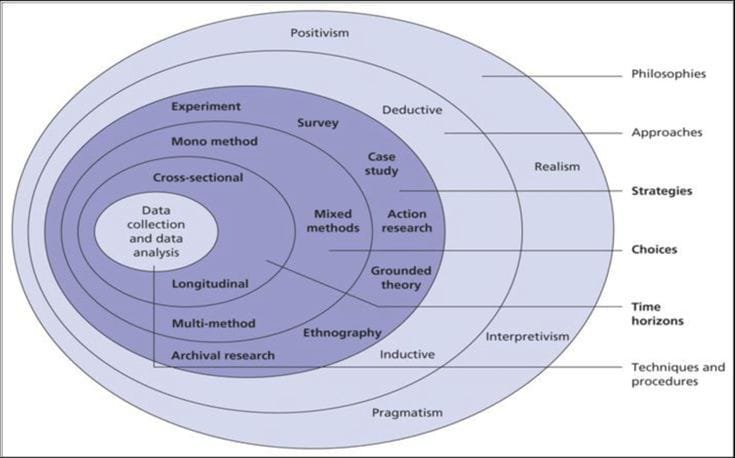 Positivism
Philosophies
Experiment
Deductive
Survey
Approaches
Mono method
Case
study
Realism
Cross-sectional
Strategies
Data
collection
and data
analysis
Mixed
methods
Action
research
Choices
Grounded
theory
Longitudinal
Time
horizons
Multi-method
Ethnography
Interpretivism
Archival research
Inductive
Techniques and
procedures
Pragmatism